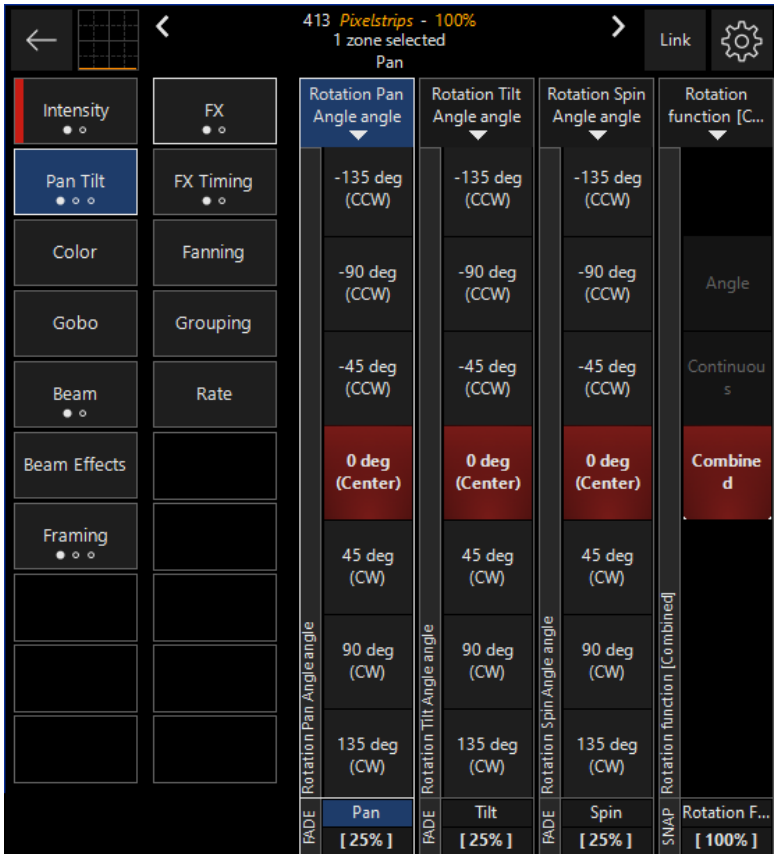 413 Pixelstrips - 100%
1 zone selected
Pan
Link
Intensity
FX
Pan Tilt
FX Timing
Color
Fanning
Gobo
Grouping
Beam
Rate
Beam Effects
Framing
Rotation Pan
Angle angle
-135 deg
(CCW)
-90 deg
(CCW)
-45 deg
(CCW)
0 deg
(Center)
45 deg
(CW)
90 deg
(CW)
135 deg
(CW)
Rotation Pan Angle angle
FADE
Pan
[ 25% ]
Rotation Tilt
Angle angle
-135 deg
(CCW)
-90 deg
(CCW)
-45 deg
(CCW)
0 deg
(Center)
45 deg
(CW)
90 deg
(CW)
135 deg
(CW)
Rotation Tilt Angle angle
FADE
Tilt
[ 25% ]
Rotation Spin
Angle angle
-135 deg
(CCW)
-90 deg
(CCW)
-45 deg
(CCW)
0 deg
(Center)
45 deg
(CW)
90 deg
(CW)
135 deg
(CW)
Rotation Spin Angle angle
FADE
Spin
[ 25% ]
Rotation
function [C...
Angle
Continuou
s
Combine
d
Rotation function [Combined]
SNAP
Rotation F...
[ 100% ]